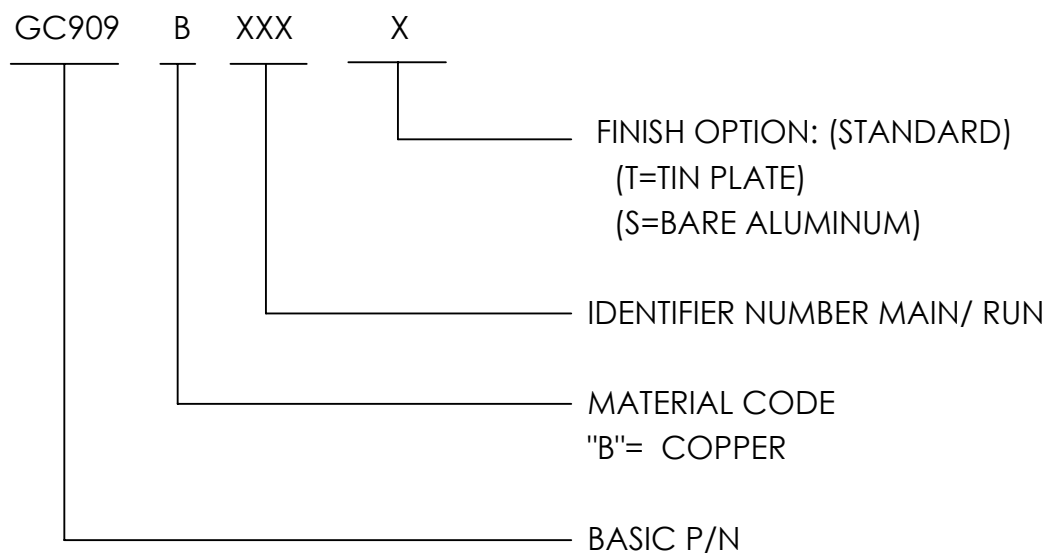 GC909 B XXX X
FINISH OPTION: (STANDARD)
(T=TIN PLATE)
(S=BARE ALUMINUM)
IDENTIFIER NUMBER MAIN/ RUN
MATERIAL CODE
"B"= COPPER
BASIC P/N